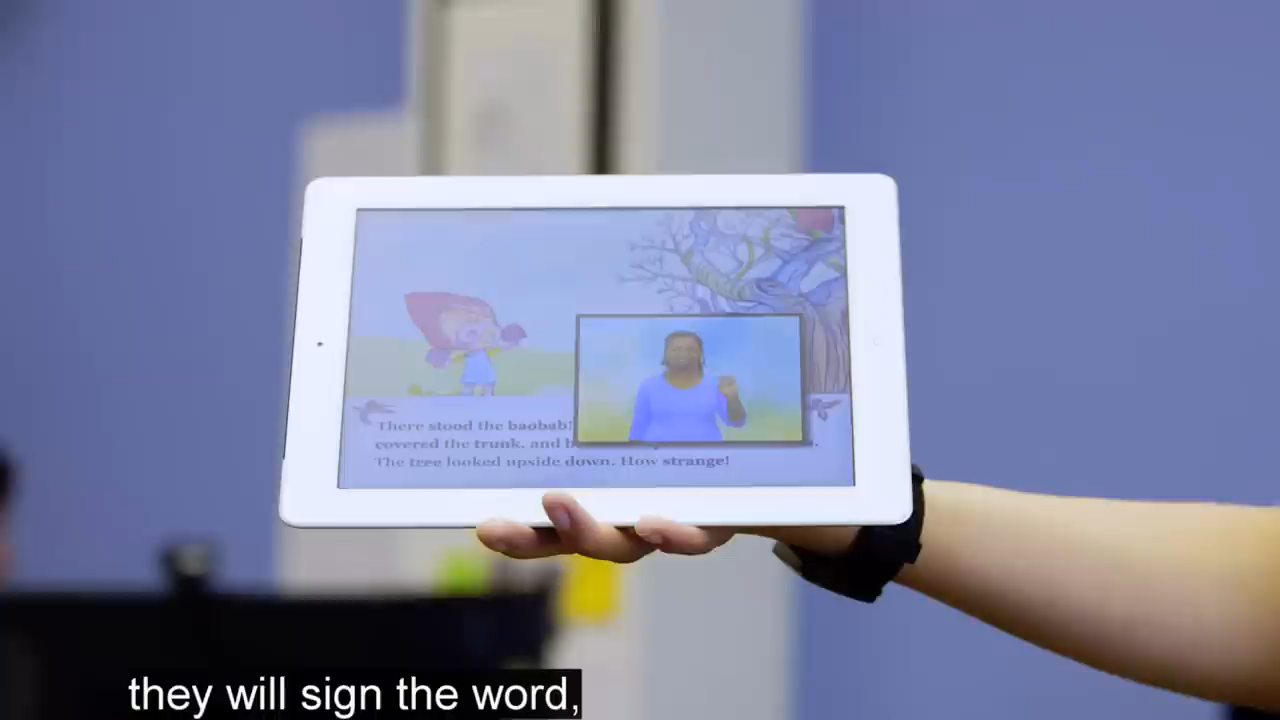 There stood the baobab!
covered the trunk, and
The tree looked upside down. How strange!
they will sign the word,